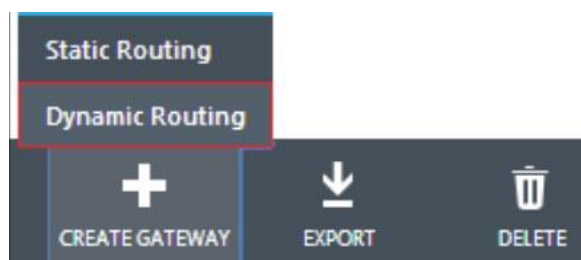 Static Routing
Dynamic Routing
CREATE GATEWAY
EXPORT
DELETE